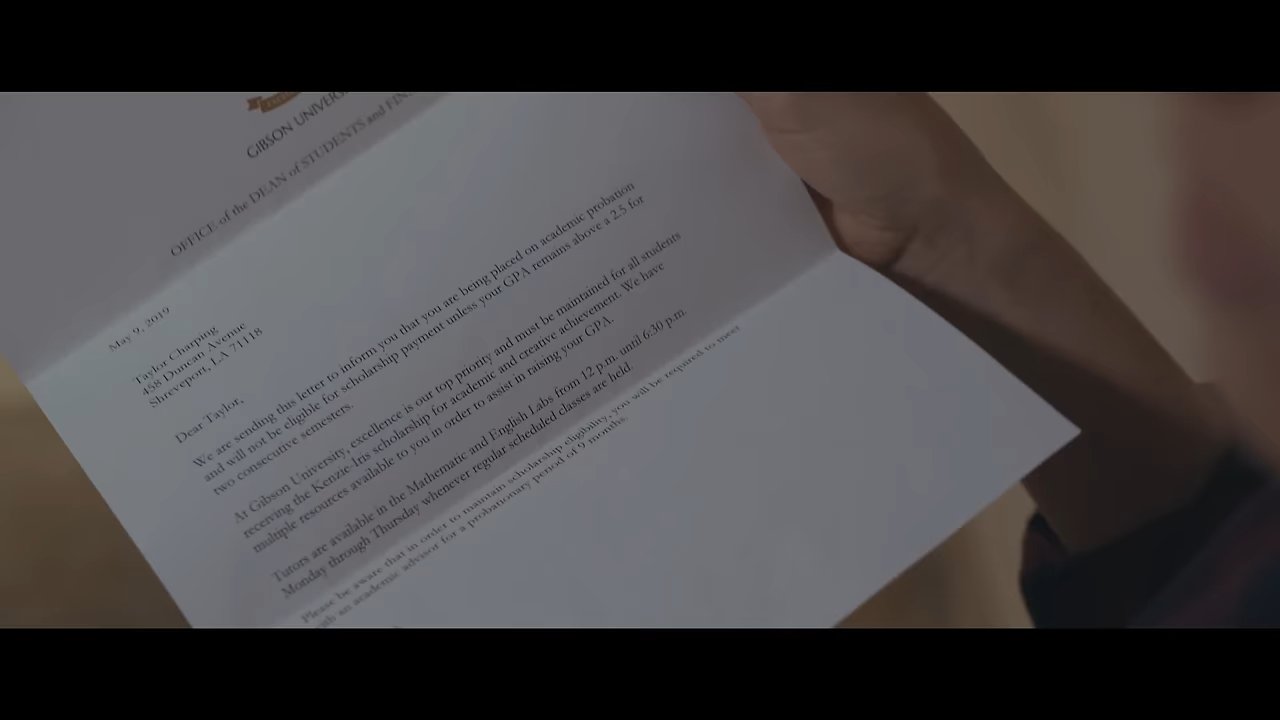 GIBSON UNIVERS
OFFICE of the DEAN of STUDENTS and FIN
May 9, 2019
Taylor Charping
458 Duncan Avenue
Shreveport, LA 71118
Dear Taylor,
We are sending this letter to inform you that you are being placed on academic probation
and will not be eligible for scholarship payment unless your GPA remains above a 2.5 for
two consecutive semesters.
At Gibson University, excellence is our top priority and must be maintained for all students
receiving the Kenzie-Iris scholarship for academic and creative achievement. We have
multiple resources available to you in order to assist in raising your GPA.
Tutors are available in the Mathematic and English Labs from 12 p.m. until 6:30 p.m.
Monday through Thursday whenever regular scheduled classes are held.
Please be aware that in order to maintain scholarship eligibility, you will be required to meet
with an academic advisor for a probationary period of 9 months.